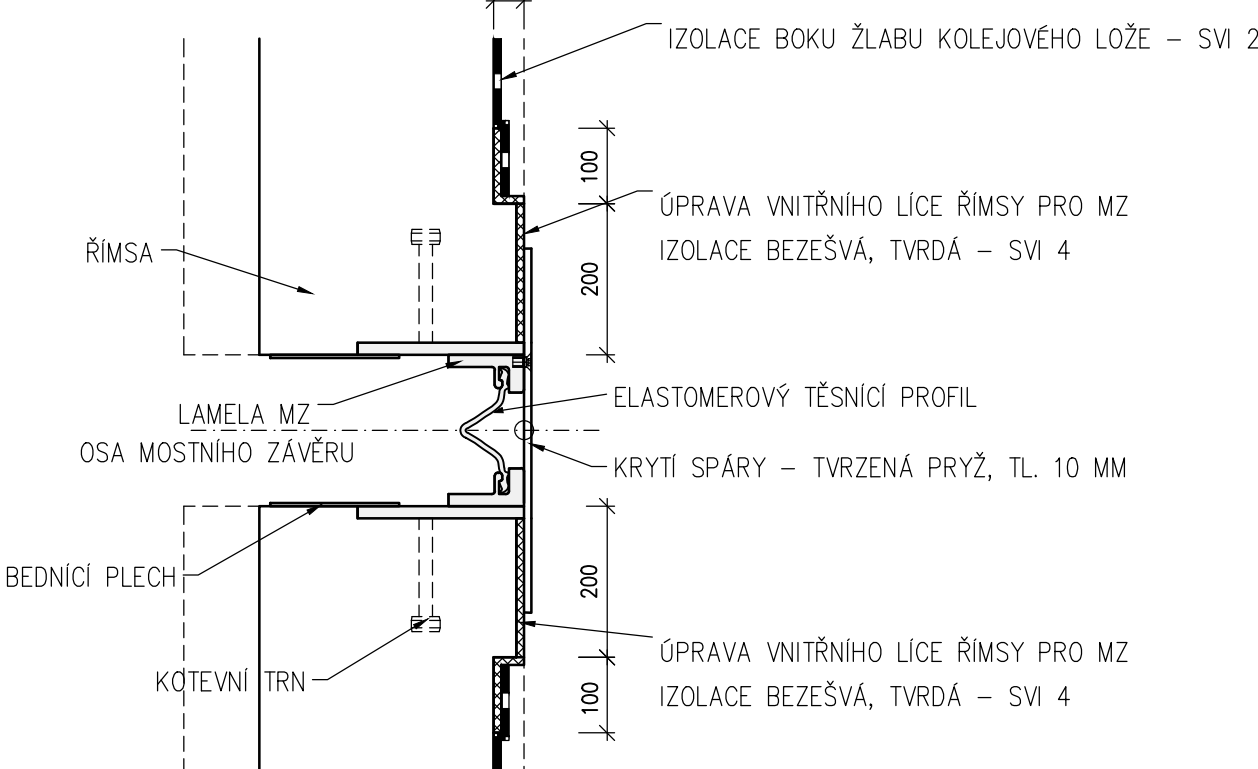 IZOLACE BOKU ŽLABU KOLEJOVÉHO LOŽE – SVI 2
100
ÚPRAVA VNITŘNÍHO LÍCE ŘÍMSY PRO MZ
IZOLACE BEZEŠVÁ, TVRDÁ – SVI 4
ŘÍMSA
200
ELASTOMEROVÝ TĚSNÍCÍ PROFIL
LAMELA MZ
OSA MOSTNÍHO ZÁVĚRU
KRYTÍ SPÁRY – TVRZENÁ PRYŽ, TL. 10 MM
BEDNÍCÍ PLECH
200
ÚPRAVA VNITŘNÍHO LÍCE ŘÍMSY PRO MZ
IZOLACE BEZEŠVÁ, TVRDÁ – SVI 4
KOTEVNÍ TRN
100